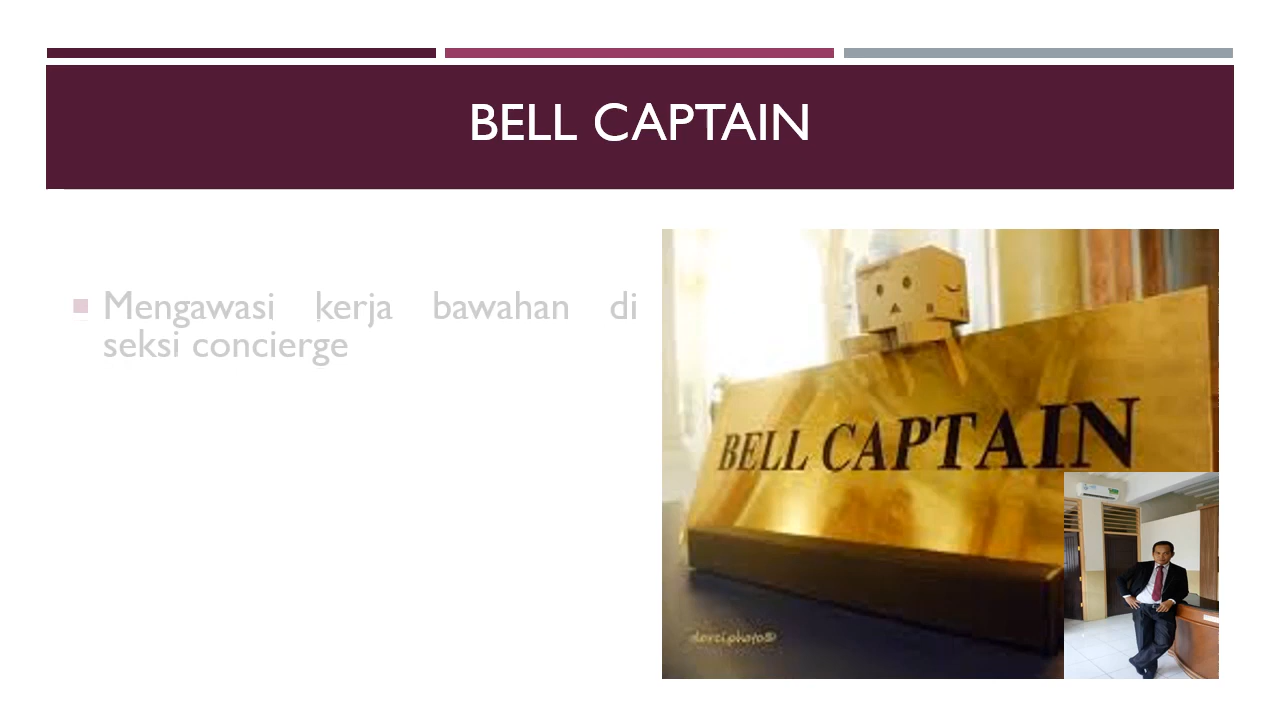 BELL CAPTAIN
Mengawasi kerja bawahan di
seksi concierge
BELL CAPTAIN